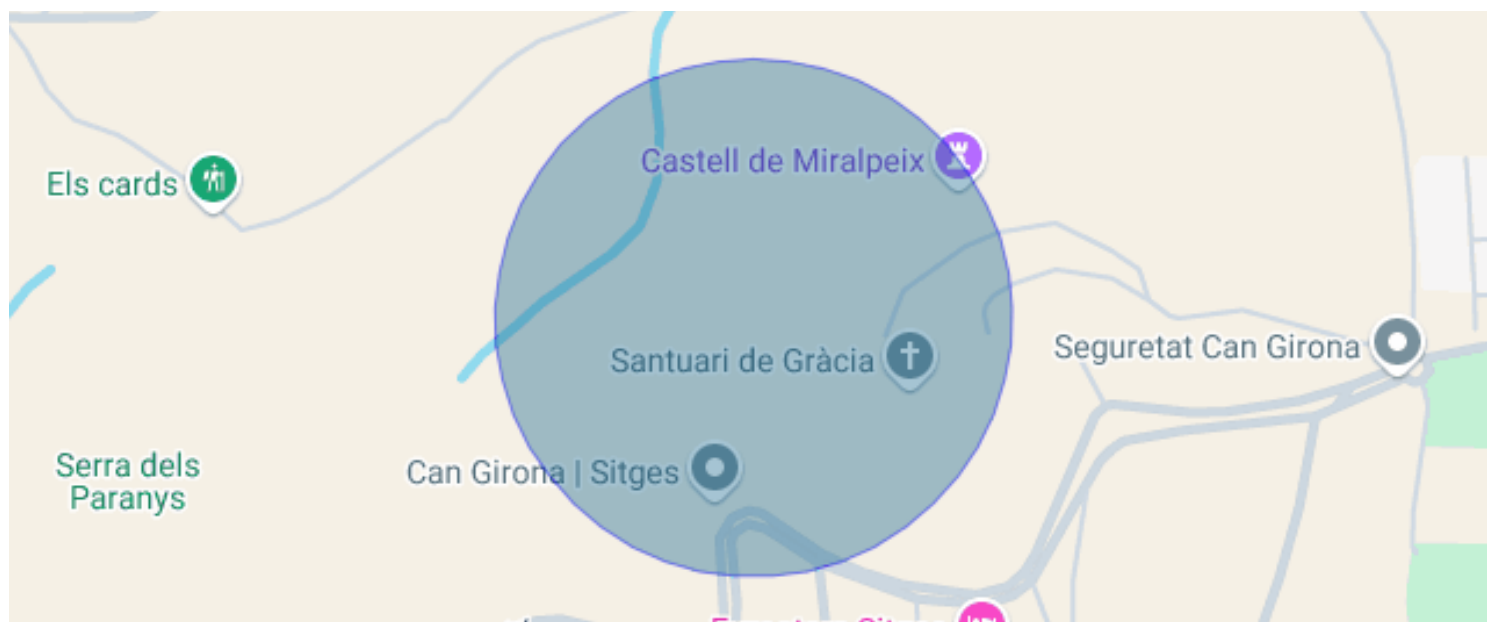 Castell de Miralpeix
Els cards
Seguretat Can Girona
Santuari de Gràcia
Serra dels
Paranys
Can Girona | Sitges